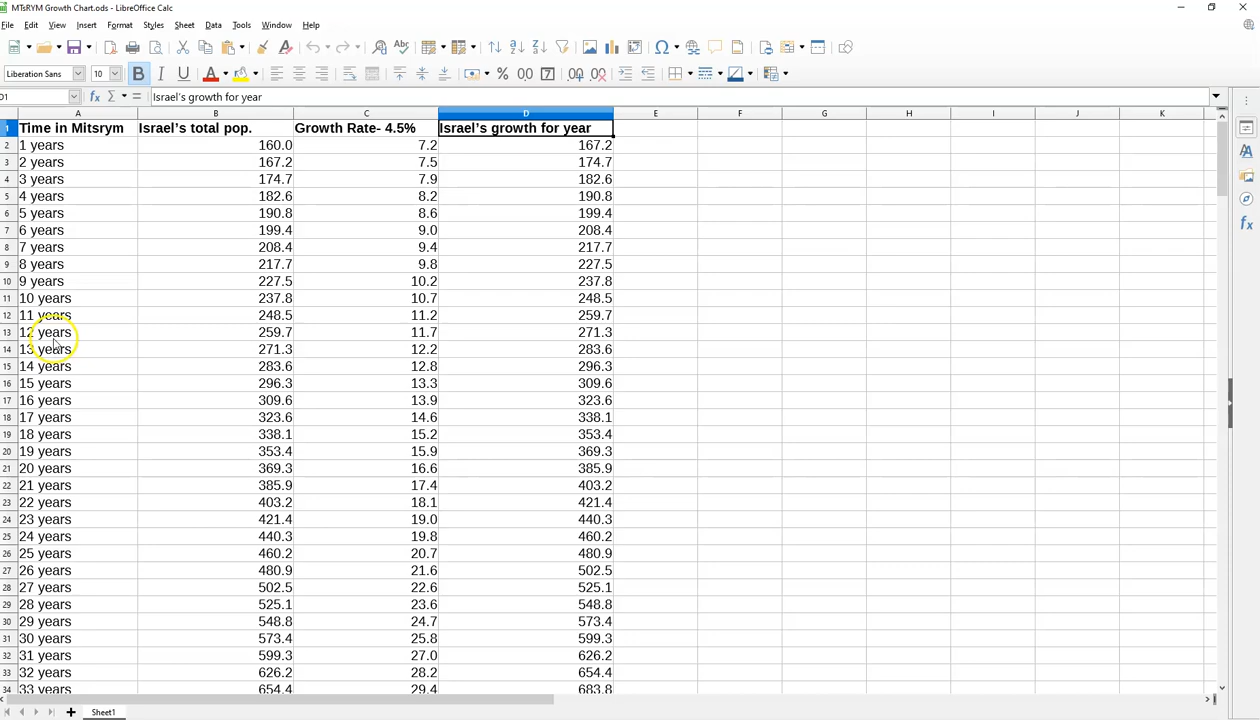 MTsRYM Growth Chart.ods - LibreOffice Calc
File Edit View Insert Format Styles Sheet Data Tools Window Help
Liberation Sans 10
D1 Israel's growth for year
A B C D E F G H I J K
1 Time in Mitsrym Israel's total pop. Growth Rate- 4.5% Israel's growth for year
2 1 years 160.0 7.2 167.2
3 2 years 167.2 7.5 174.7
4 3 years 174.7 7.9 182.6
5 4 years 182.6 8.2 190.8
6 5 years 190.8 8.6 199.4
7 6 years 199.4 9.0 208.4
8 7 years 208.4 9.4 217.7
9 8 years 217.7 9.8 227.5
10 9 years 227.5 10.2 237.8
11 10 years 237.8 10.7 248.5
12 11 years 248.5 11.2 259.7
13 12 years 259.7 11.7 271.3
14 13 years 271.3 12.2 283.6
15 14 years 283.6 12.8 296.3
16 15 years 296.3 13.3 309.6
17 16 years 309.6 13.9 323.6
18 17 years 323.6 14.6 338.1
19 18 years 338.1 15.2 353.4
20 19 years 353.4 15.9 369.3
21 20 years 369.3 16.6 385.9
22 21 years 385.9 17.4 403.2
23 22 years 403.2 18.1 421.4
24 23 years 421.4 19.0 440.3
25 24 years 440.3 19.8 460.2
26 25 years 460.2 20.7 480.9
27 26 years 480.9 21.6 502.5
28 27 years 502.5 22.6 525.1
29 28 years 525.1 23.6 548.8
30 29 years 548.8 24.7 573.4
31 30 years 573.4 25.8 599.3
32 31 years 599.3 27.0 626.2
33 32 years 626.2 28.2 654.4
34 33 years 654.4 29.4 683.8
Sheet1